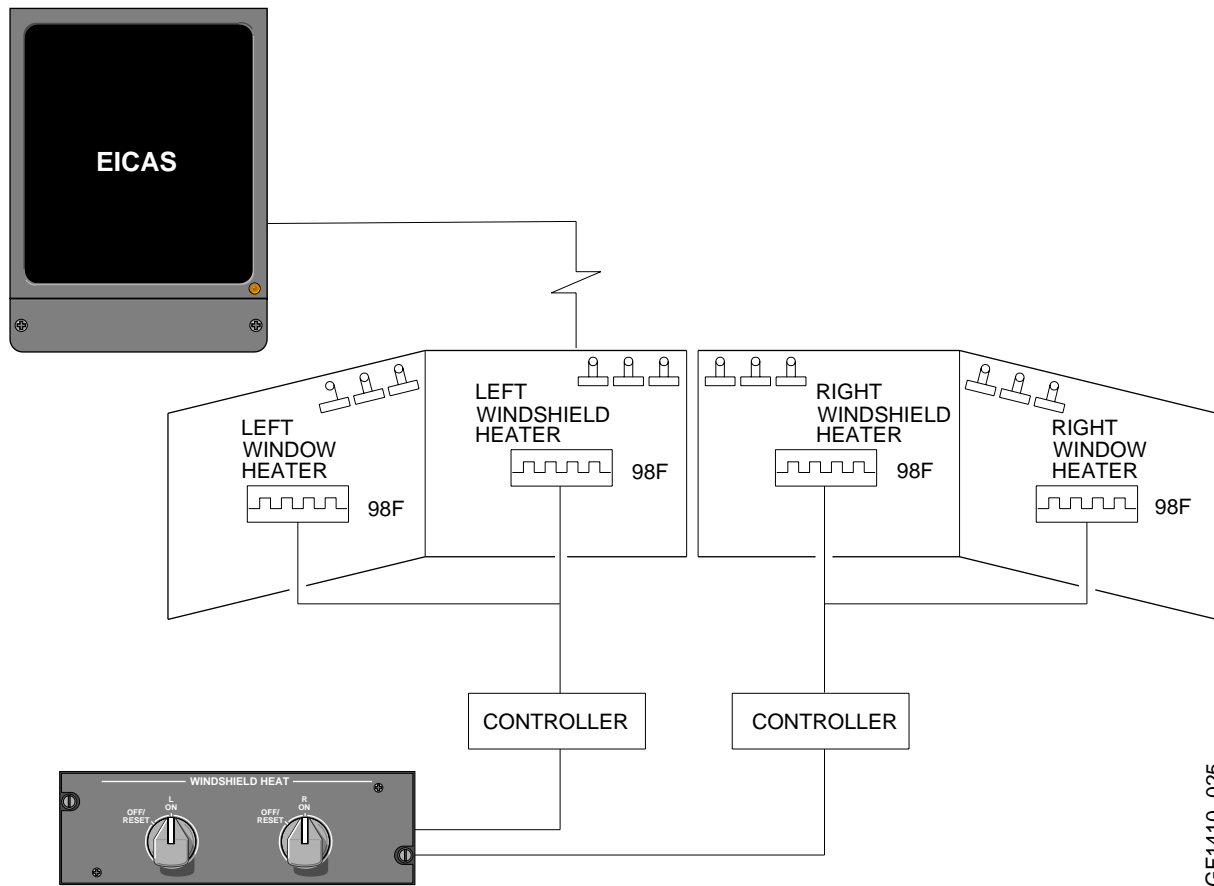 EICAS
LEFT
WINDSHIELD
HEATER
98F
RIGHT
WINDSHIELD
HEATER
98F
LEFT
WINDOW
HEATER
98F
RIGHT
WINDOW
HEATER
98F
CONTROLLER
CONTROLLER
WINDSHIELD HEAT
OFF/
RESET
L
ON
OFF/
RESET
R
ON
GF1410_025